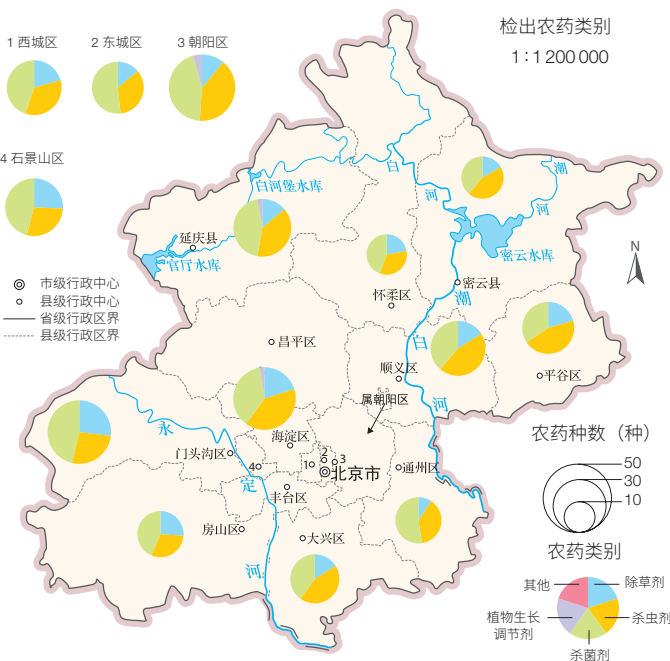 检出农药类别
1:1 200 000
1 西城区
2 东城区
3 朝阳区
4 石景山区
市级行政中心
县级行政中心
省级行政区界
县级行政区界
白河堡水库
延庆县
官厅水库
白
河
潮
河
密云水库
怀柔区
密云县
潮
白
河
昌平区
顺义区
平谷区
属朝阳区
永
定
河
海淀区
门头沟区
4
1
2
3
北京市
通州区
丰台区
房山区
大兴区
N
农药种数（种）
50
30
10
农药类别
其他
除草剂
植物生长
调节剂
杀虫剂
杀菌剂